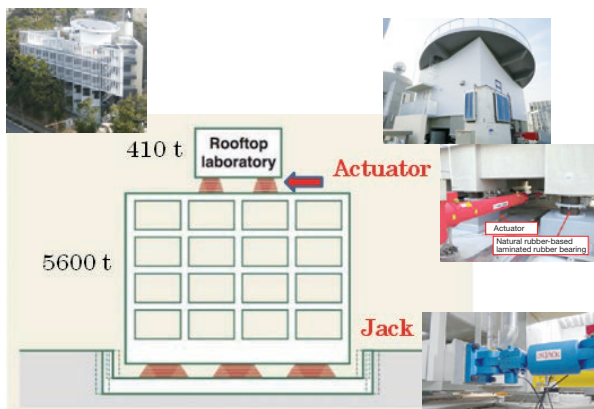 410 t
Rooftop
laboratory
Actuator
5600 t
Jack
Actuator
Natural rubber-based
laminated rubber bearing